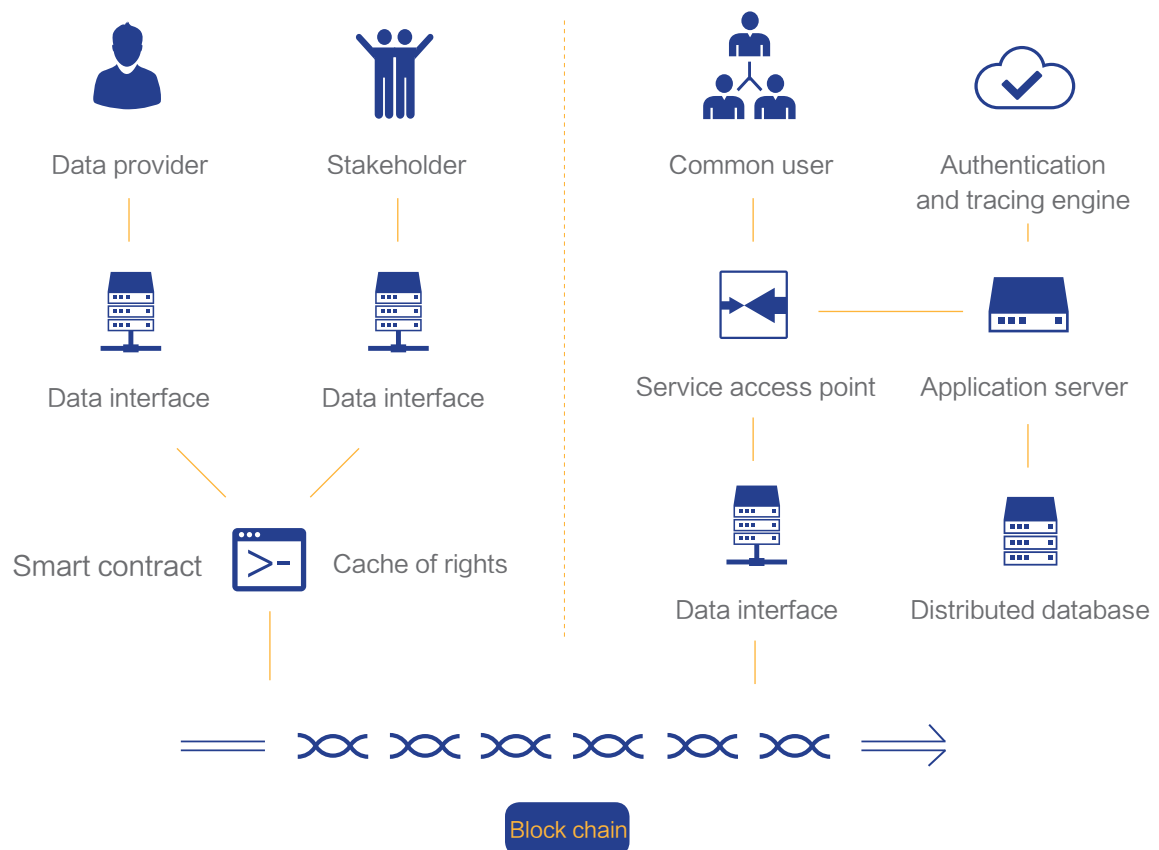 Data provider
Stakeholder
Common user
Authentication
and tracing engine
Data interface
Data interface
Service access point
Application server
Smart contract
Cache of rights
Data interface
Distributed database
Block chain